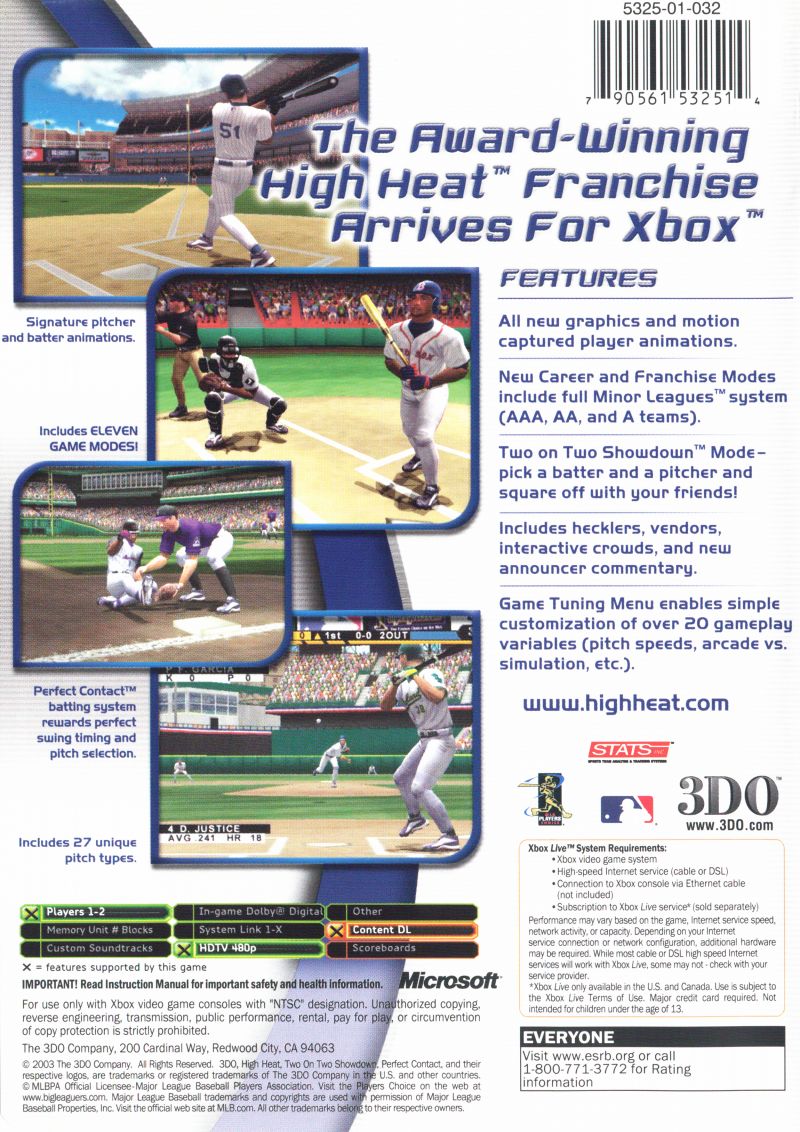 5325-01-032
7 90561 53251 4
The Award-Winning
High Heat™ Franchise
Arrives For Xbox™
51
Signature pitcher
and batter animations.
Includes ELEVEN
GAME MODES!
FEATURES
All new graphics and motion
captured player animations.
New Career and Franchise Modes
include full Minor Leagues™ system
(AAA, AA, and A teams).
Two on Two Showdown™ Mode–
pick a batter and a pitcher and
square off with your friends!
Includes hecklers, vendors,
interactive crowds, and new
announcer commentary.
Game Tuning Menu enables simple
customization of over 20 gameplay
variables (pitch speeds, arcade vs.
simulation, etc.).
www.highheat.com
0 ▲1st 0-0 2OUT
P F. GARCIA
K 0 P 0
4 D. JUSTICE
AVG .241 HR 18
Perfect Contact™
batting system
rewards perfect
swing timing and
pitch selection.
Includes 27 unique
pitch types.
STATS INC™
SPORTS TEAM ANALYSIS & TRACKING SYSTEMS
PLAYERS
CHOICE
3DO™
www.3DO.com
Xbox Live™ System Requirements:
•Xbox video game system
•High-speed Internet service (cable or DSL)
•Connection to Xbox console via Ethernet cable
(not included)
•Subscription to Xbox Live service* (sold separately)
Performance may vary based on the game, Internet service speed,
network activity, or capacity. Depending on your Internet
service connection or network configuration, additional hardware
may be required. While most cable or DSL high speed Internet
services will work with Xbox Live, some may not - check with your
service provider.
*Xbox Live only available in the U.S. and Canada. Use is subject to
the Xbox Live Terms of Use. Major credit card required. Not
intended for children under the age of 13.
Players 1-2 In-game Dolby® Digital Other
Memory Unit # Blocks System Link 1-X Content DL
Custom Soundtracks HDTV 480p Scoreboards
X = features supported by this game
IMPORTANT! Read Instruction Manual for important safety and health information. Microsoft®
For use only with Xbox video game consoles with "NTSC" designation. Unauthorized copying,
reverse engineering, transmission, public performance, rental, pay for play, or circumvention
of copy protection is strictly prohibited.
The 3DO Company, 200 Cardinal Way, Redwood City, CA 94063
© 2003 The 3DO Company. All Rights Reserved. 3DO, High Heat, Two On Two Showdown, Perfect Contact, and their
respective logos, are trademarks or registered trademarks of The 3DO Company in the U.S. and other countries.
© MLBPA Official Licensee-Major League Baseball Players Association. Visit the Players Choice on the web at
www.bigleaguers.com. Major League Baseball trademarks and copyrights are used with permission of Major League
Baseball Properties, Inc. Visit the official web site at MLB.com. All other trademarks belong to their respective owners.
EVERYONE
Visit www.esrb.org or call
1-800-771-3772 for Rating
information